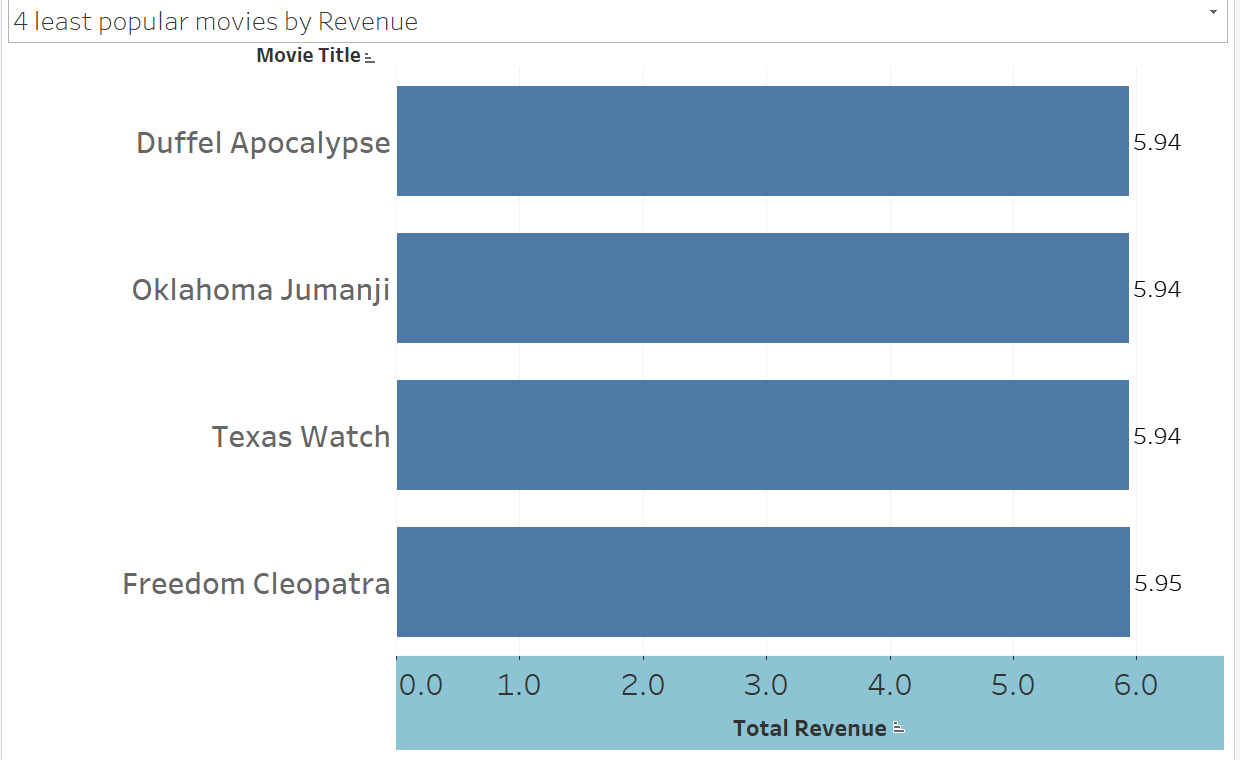 4 least popular movies by Revenue
Movie Title
Duffel Apocalypse 5.94
Oklahoma Jumanji 5.94
Texas Watch 5.94
Freedom Cleopatra 5.95
0.0 1.0 2.0 3.0 4.0 5.0 6.0
Total Revenue